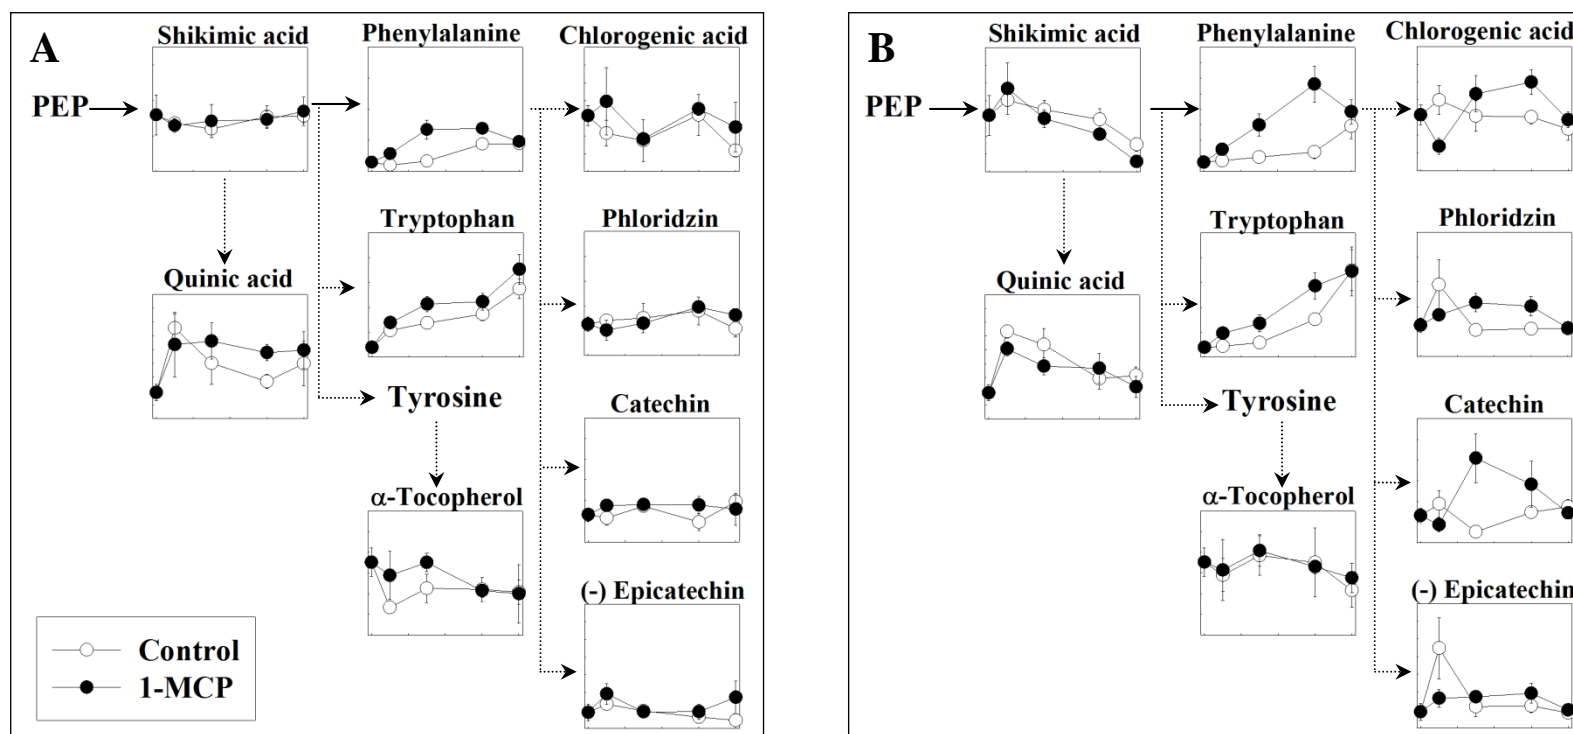 A
Shikimic acid
Phenylalanine
Chlorogenic acid
PEP
Tryptophan
Phloridzin
Quinic acid
Tyrosine
Catechin
α-Tocopherol
(-) Epicatechin
Control
1-MCP
B
Shikimic acid
Phenylalanine
Chlorogenic acid
PEP
Tryptophan
Phloridzin
Quinic acid
Tyrosine
Catechin
α-Tocopherol
(-) Epicatechin